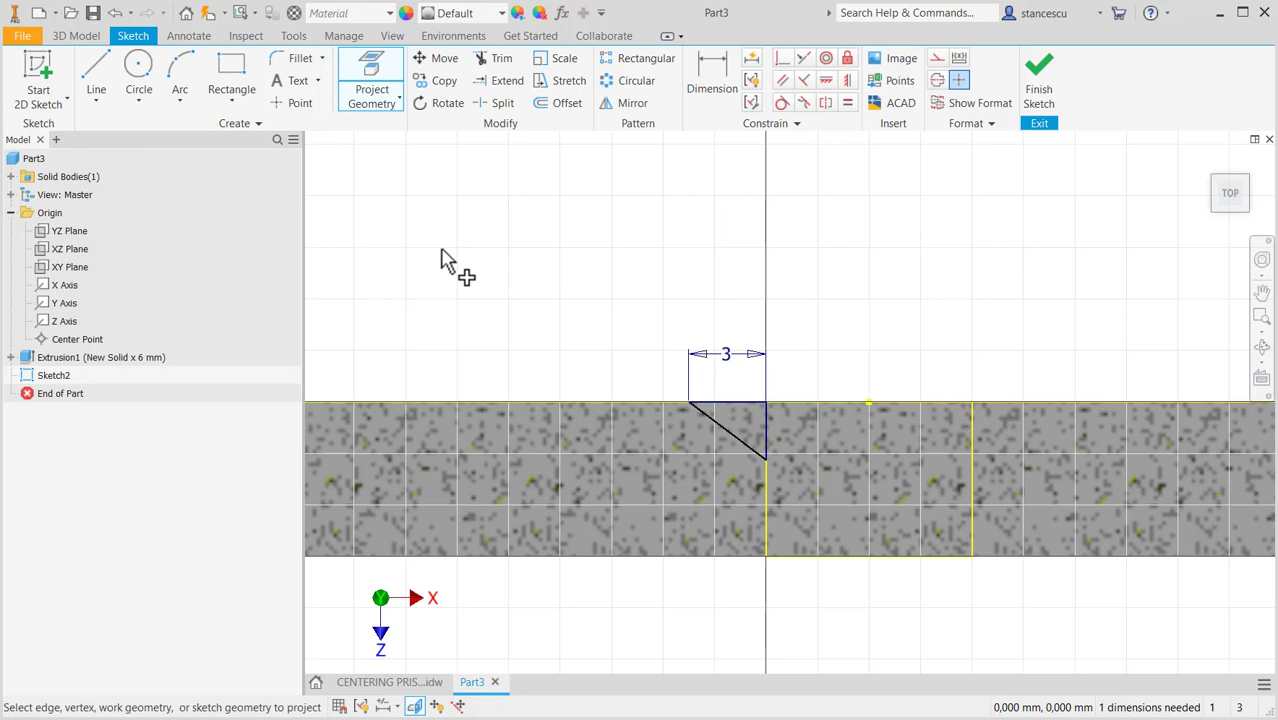 PRO
Material
Default
Part3
Search Help & Commands...
stancescu
File
3D Model
Sketch
Annotate
Inspect
Tools
Manage
View
Environments
Get Started
Collaborate
Start
2D Sketch
Line
Circle
Arc
Rectangle
Fillet
Text
Point
Project
Geometry
Move
Copy
Rotate
Trim
Extend
Split
Scale
Stretch
Offset
Rectangular
Circular
Mirror
Dimension
Image
Points
ACAD
Show Format
Finish
Sketch
Sketch
Create
Modify
Pattern
Constrain
Insert
Format
Exit
Model
Part3
Solid Bodies(1)
View: Master
Origin
YZ Plane
XZ Plane
XY Plane
X Axis
Y Axis
Z Axis
Center Point
Extrusion1 (New Solid x 6 mm)
Sketch2
End of Part
TOP
3
Y
X
Z
CENTERING PRIS....idw
Part3
Select edge, vertex, work geometry, or sketch geometry to project
0,000 mm, 0,000 mm
1 dimensions needed
1
3